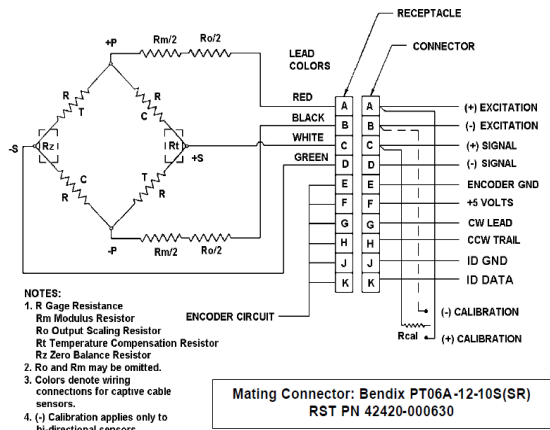 RECEPTACLE
CONNECTOR
+P
Rm/2
Ro/2
LEAD
COLORS
R
T
R
C
RED
BLACK
WHITE
GREEN
-S
Rz
Rt
+S
C
R
T
R
-P
Rm/2
Ro/2
A
B
C
D
E
F
G
H
J
K
A
B
C
D
E
F
G
H
J
K
(+) EXCITATION
(-) EXCITATION
(+) SIGNAL
(-) SIGNAL
ENCODER GND
+5 VOLTS
CW LEAD
CCW TRAIL
ID GND
ID DATA
(-) CALIBRATION
Rcal
(+) CALIBRATION
ENCODER CIRCUIT
NOTES:
1. R Gage Resistance
Rm Modulus Resistor
Ro Output Scaling Resistor
Rt Temperature Compensation Resistor
Rz Zero Balance Resistor
2. Ro and Rm may be omitted.
3. Colors denote wiring
connections for captive cable
sensors.
4. (-) Calibration applies only to
bi-directional sensors
Mating Connector: Bendix PT06A-12-10S(SR)
RST PN 42420-000630